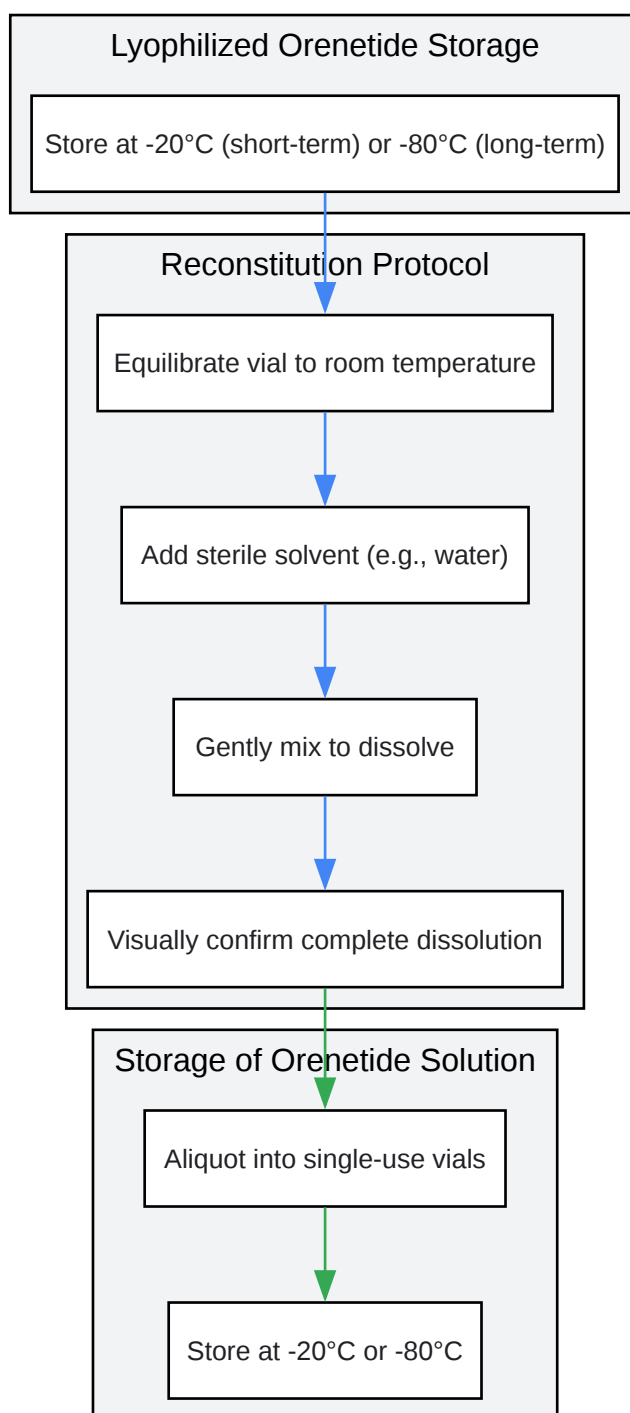 Lyophilized Orenetide Storage
Store at -20°C (short-term) or -80°C (long-term)
Reconstitution Protocol
Equilibrate vial to room temperature
Add sterile solvent (e.g., water)
Gently mix to dissolve
Visually confirm complete dissolution
Storage of Orenetide Solution
Aliquot into single-use vials
Store at -20°C or -80°C